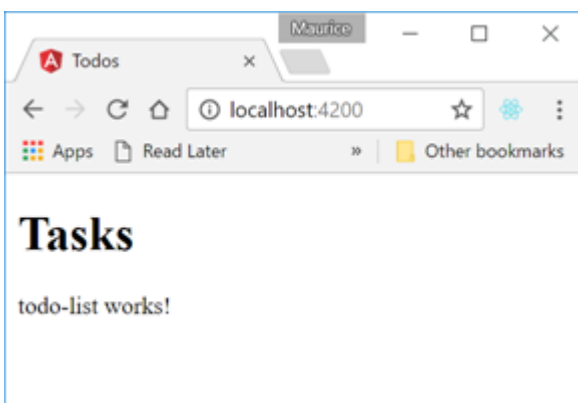 Maurice
Todos
localhost:4200
Apps Read Later » Other bookmarks
Tasks
todo-list works!